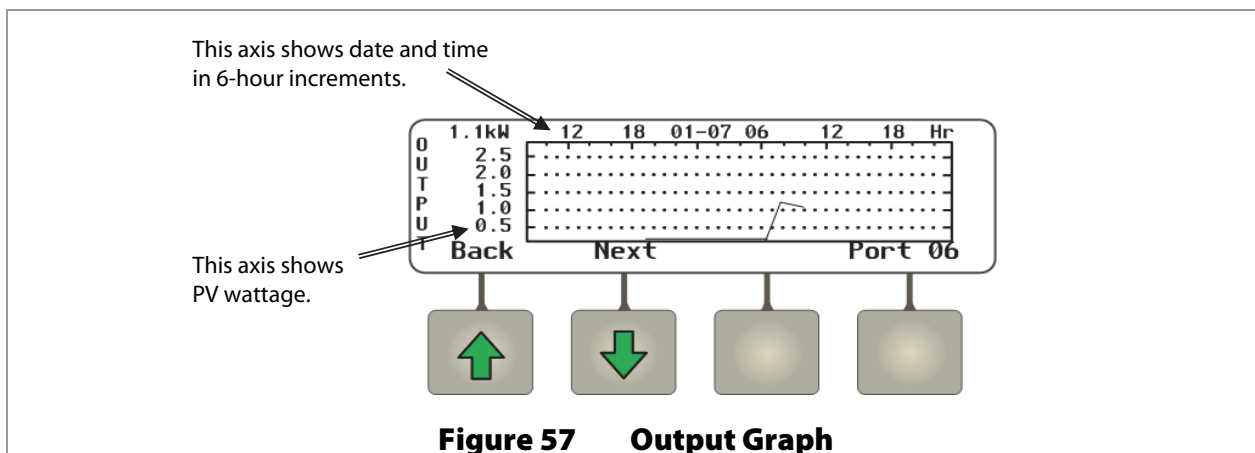 This axis shows date and time
in 6-hour increments.
1.1kW 12 18 01-07 06 12 18 Hr
OUTPUT
2.5
2.0
1.5
1.0
0.5
Back Next Port 06
This axis shows
PV wattage.
Figure 57 Output Graph